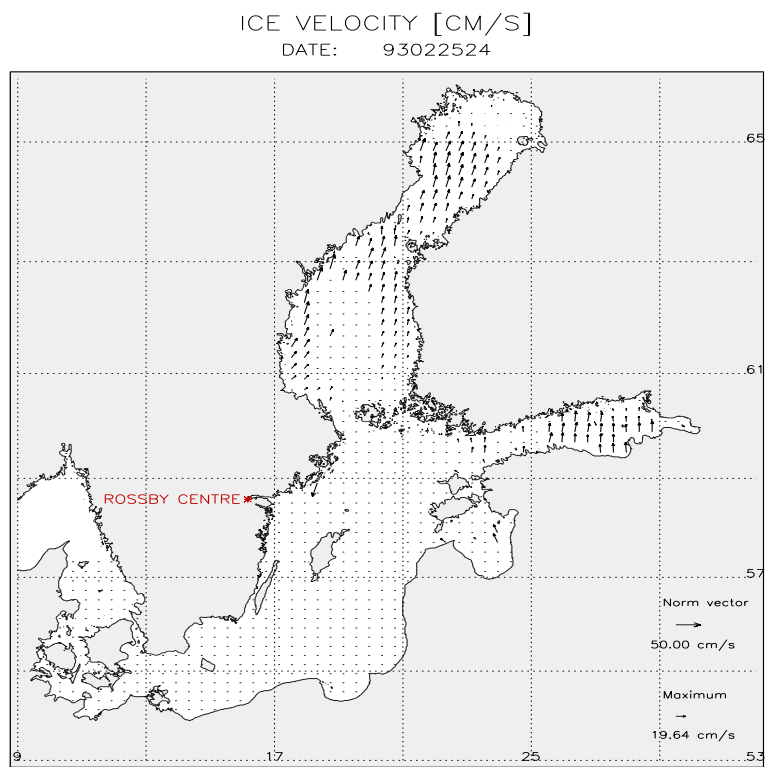 ICE VELOCITY [CM/S]
DATE: 93022524
65
61
ROSSBY CENTRE
57
Norm vector
50.00 cm/s
Maximum
19.64 cm/s
9 17 25 53